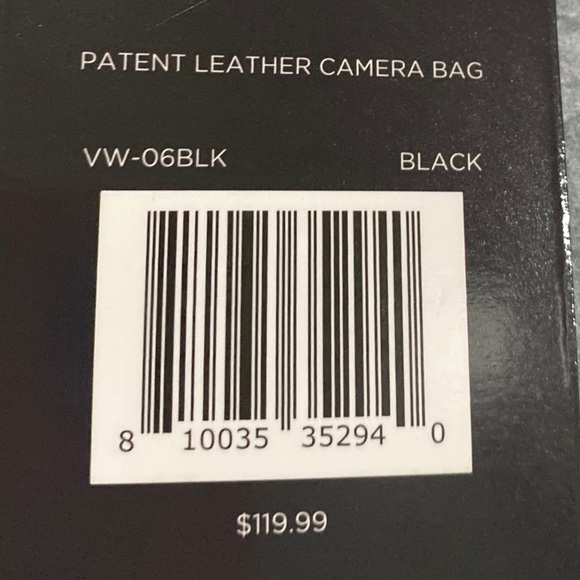 PATENT LEATHER CAMERA BAG
VW-06BLK BLACK
8 10035 35294 0
$119.99